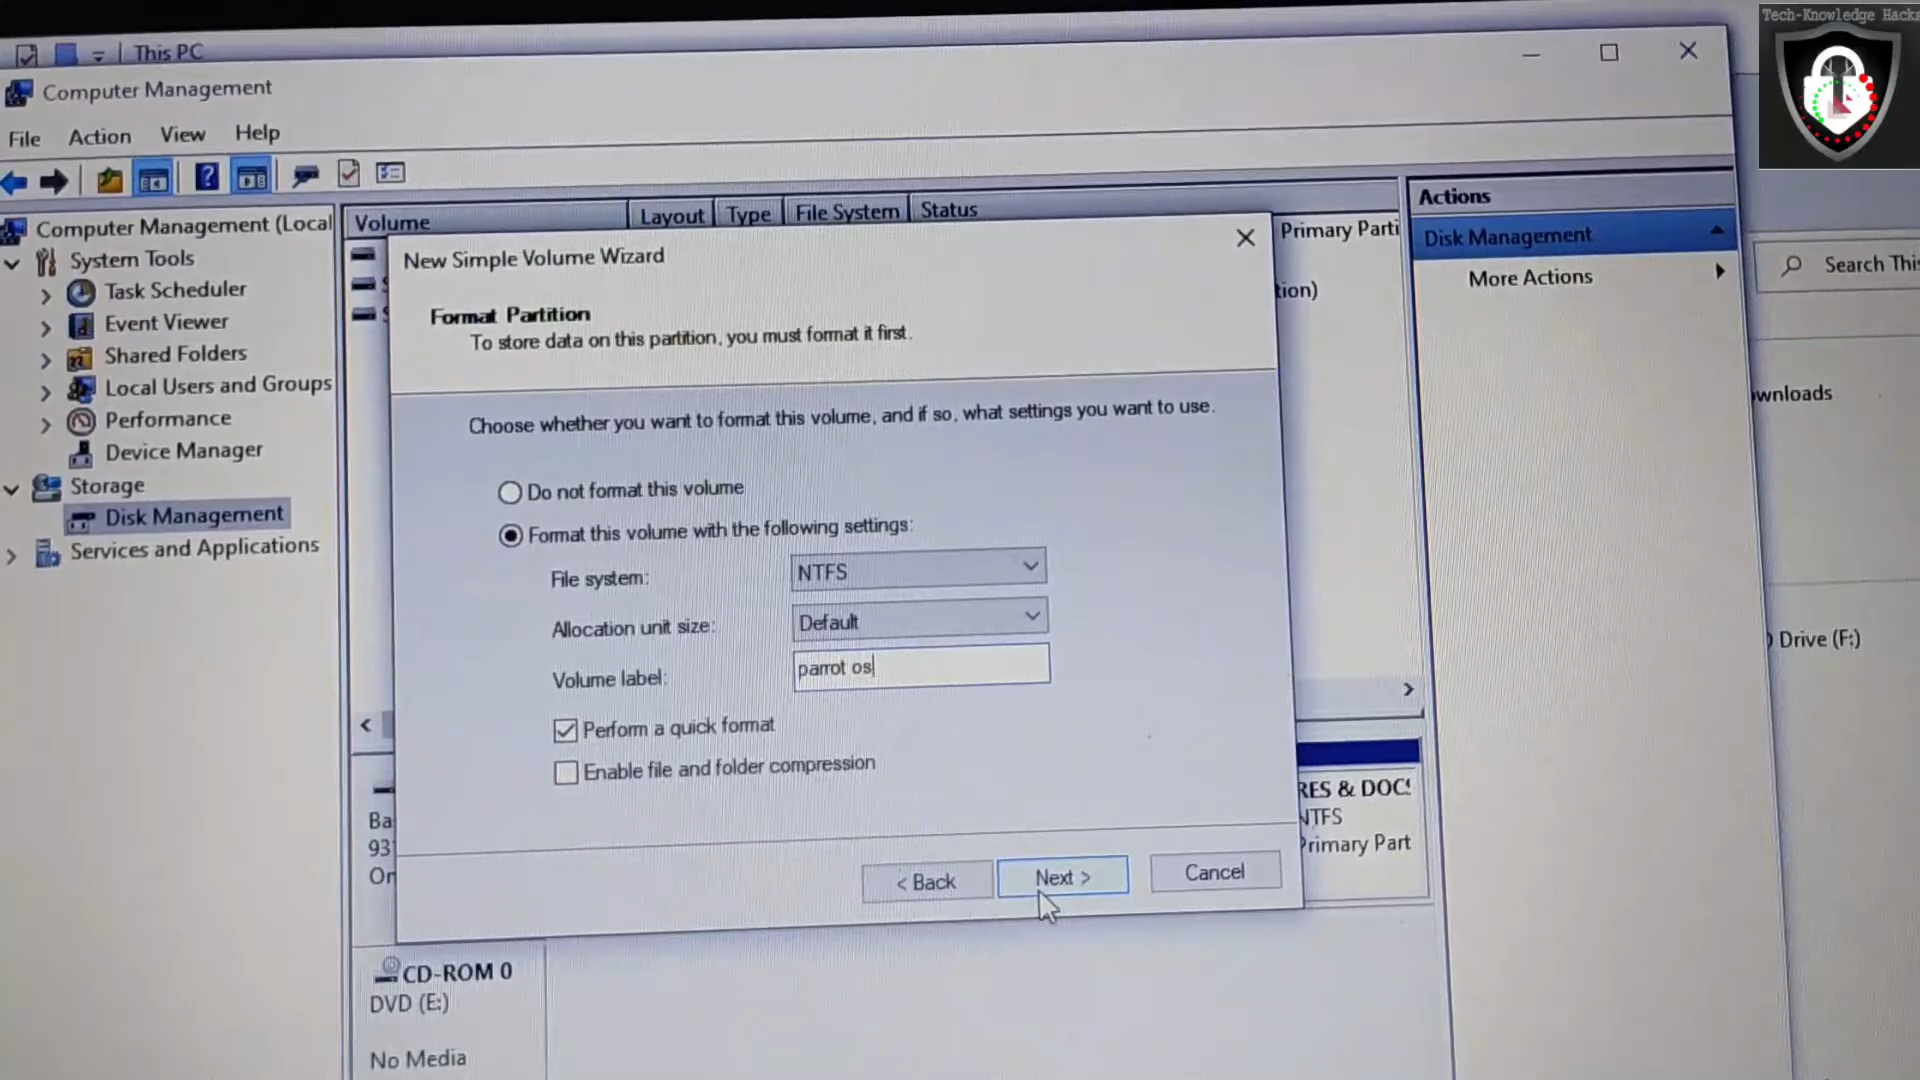 Tech-Knowledge Hacks
This PC
Computer Management
File Action View Help
Computer Management (Local
System Tools
Task Scheduler
Event Viewer
Shared Folders
Local Users and Groups
Performance
Device Manager
Storage
Disk Management
Services and Applications
Volume Layout Type File System Status
Primary Parti
tion)
New Simple Volume Wizard
Format Partition
To store data on this partition, you must format it first.
Choose whether you want to format this volume, and if so, what settings you want to use.
Do not format this volume
Format this volume with the following settings:
File system: NTFS
Allocation unit size: Default
Volume label: parrot os
Perform a quick format
Enable file and folder compression
< Back Next > Cancel
Ba
93
On
RES & DOCS
NTFS
Primary Part
CD-ROM 0
DVD (E:)
No Media
Actions
Disk Management
More Actions
Search This
wnloads
Drive (F:)